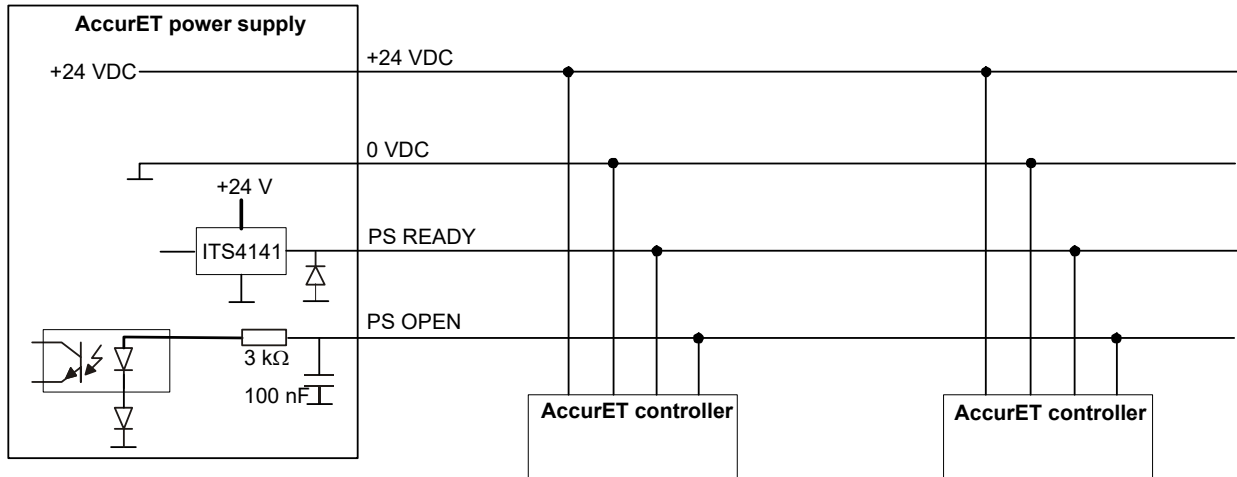 AccurET power supply
+24 VDC
+24 VDC
0 VDC
+24 V
ITS4141
PS READY
PS OPEN
3 kΩ
100 nF
AccurET controller
AccurET controller